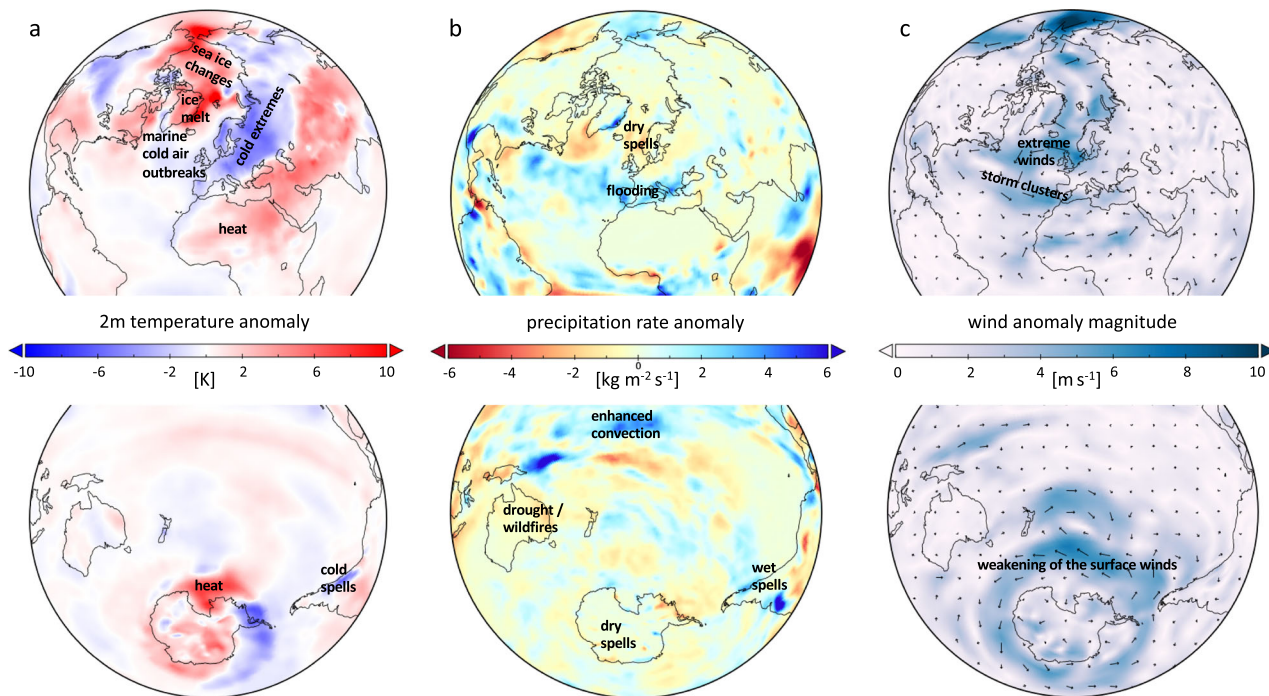 a
b
c
sea ice
changes
ice
melt
marine
cold air
outbreaks
cold extremes
heat
dry
spells
flooding
extreme
winds
storm clusters
2m temperature anomaly
-10 -6 -2 2 6 10
[K]
precipitation rate anomaly
-6 -4 -2 0 2 4 6
[kg m⁻² s⁻¹]
wind anomaly magnitude
0 2 4 6 8 10
[m s⁻¹]
heat
cold
spells
enhanced
convection
drought /
wildfires
wet
spells
dry
spells
weakening of the surface winds